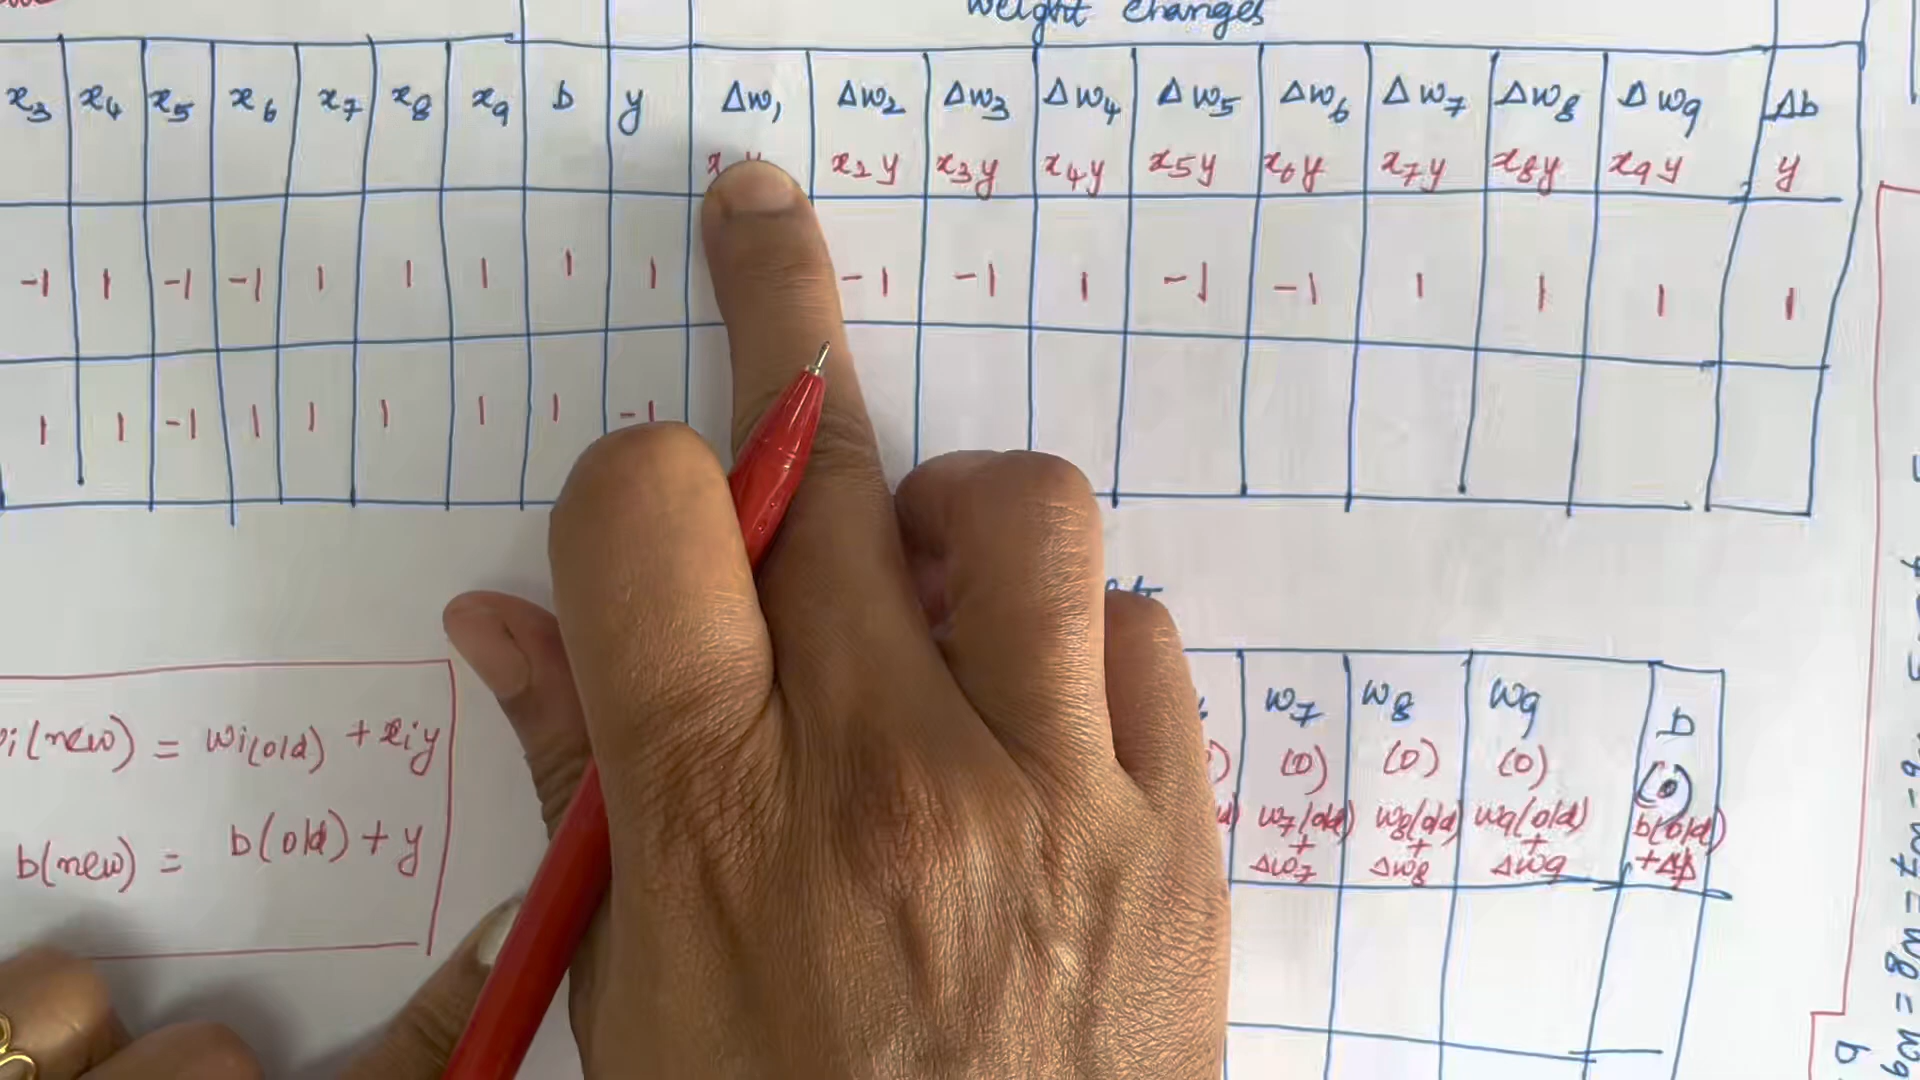 Weight Changes
x3 x4 x5 x6 x7 x8 x9 b y Δw1 Δw2 Δw3 Δw4 Δw5 Δw6 Δw7 Δw8 Δw9 Δb
x2y x3y x4y x5y x6y x7y x8y x9y y
-1 1 -1 -1 1 1 1 1 1 -1 -1 1 -1 -1 1 1 1 1
1 1 -1 1 1 1 1 1 -1
wi(new) = wi(old) + xiy
b(new) = b(old) + y
w7 w8 w9 b
(0) (0) (0) (0)
w7(old) w8(old) w9(old) b(old)
+ + +
Δw7 Δw8 Δw9 +Δb